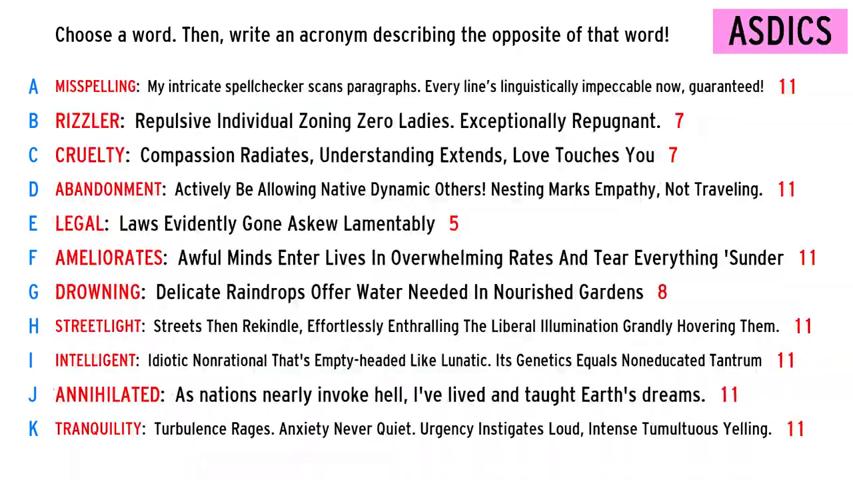 Choose a word. Then, write an acronym describing the opposite of that word!
ASDICS
A MISSPELLING: My intricate spellchecker scans paragraphs. Every line's linguistically impeccable now, guaranteed! 11
B RIZZLER: Repulsive Individual Zoning Zero Ladies. Exceptionally Repugnant. 7
C CRUELTY: Compassion Radiates, Understanding Extends, Love Touches You 7
D ABANDONMENT: Actively Be Allowing Native Dynamic Others! Nesting Marks Empathy, Not Traveling. 11
E LEGAL: Laws Evidently Gone Askew Lamentably 5
F AMELIORATES: Awful Minds Enter Lives In Overwhelming Rates And Tear Everything 'Sunder 11
G DROWNING: Delicate Raindrops Offer Water Needed In Nourished Gardens 8
H STREETLIGHT: Streets Then Rekindle, Effortlessly Enthralling The Liberal Illumination Grandly Hovering Them. 11
I INTELLIGENT: Idiotic Nonrational That's Empty-headed Like Lunatic. Its Genetics Equals Noneducated Tantrum 11
J ANNIHILATED: As nations nearly invoke hell, I've lived and taught Earth's dreams. 11
K TRANQUILITY: Turbulence Rages. Anxiety Never Quiet. Urgency Instigates Loud, Intense Tumultuous Yelling. 11